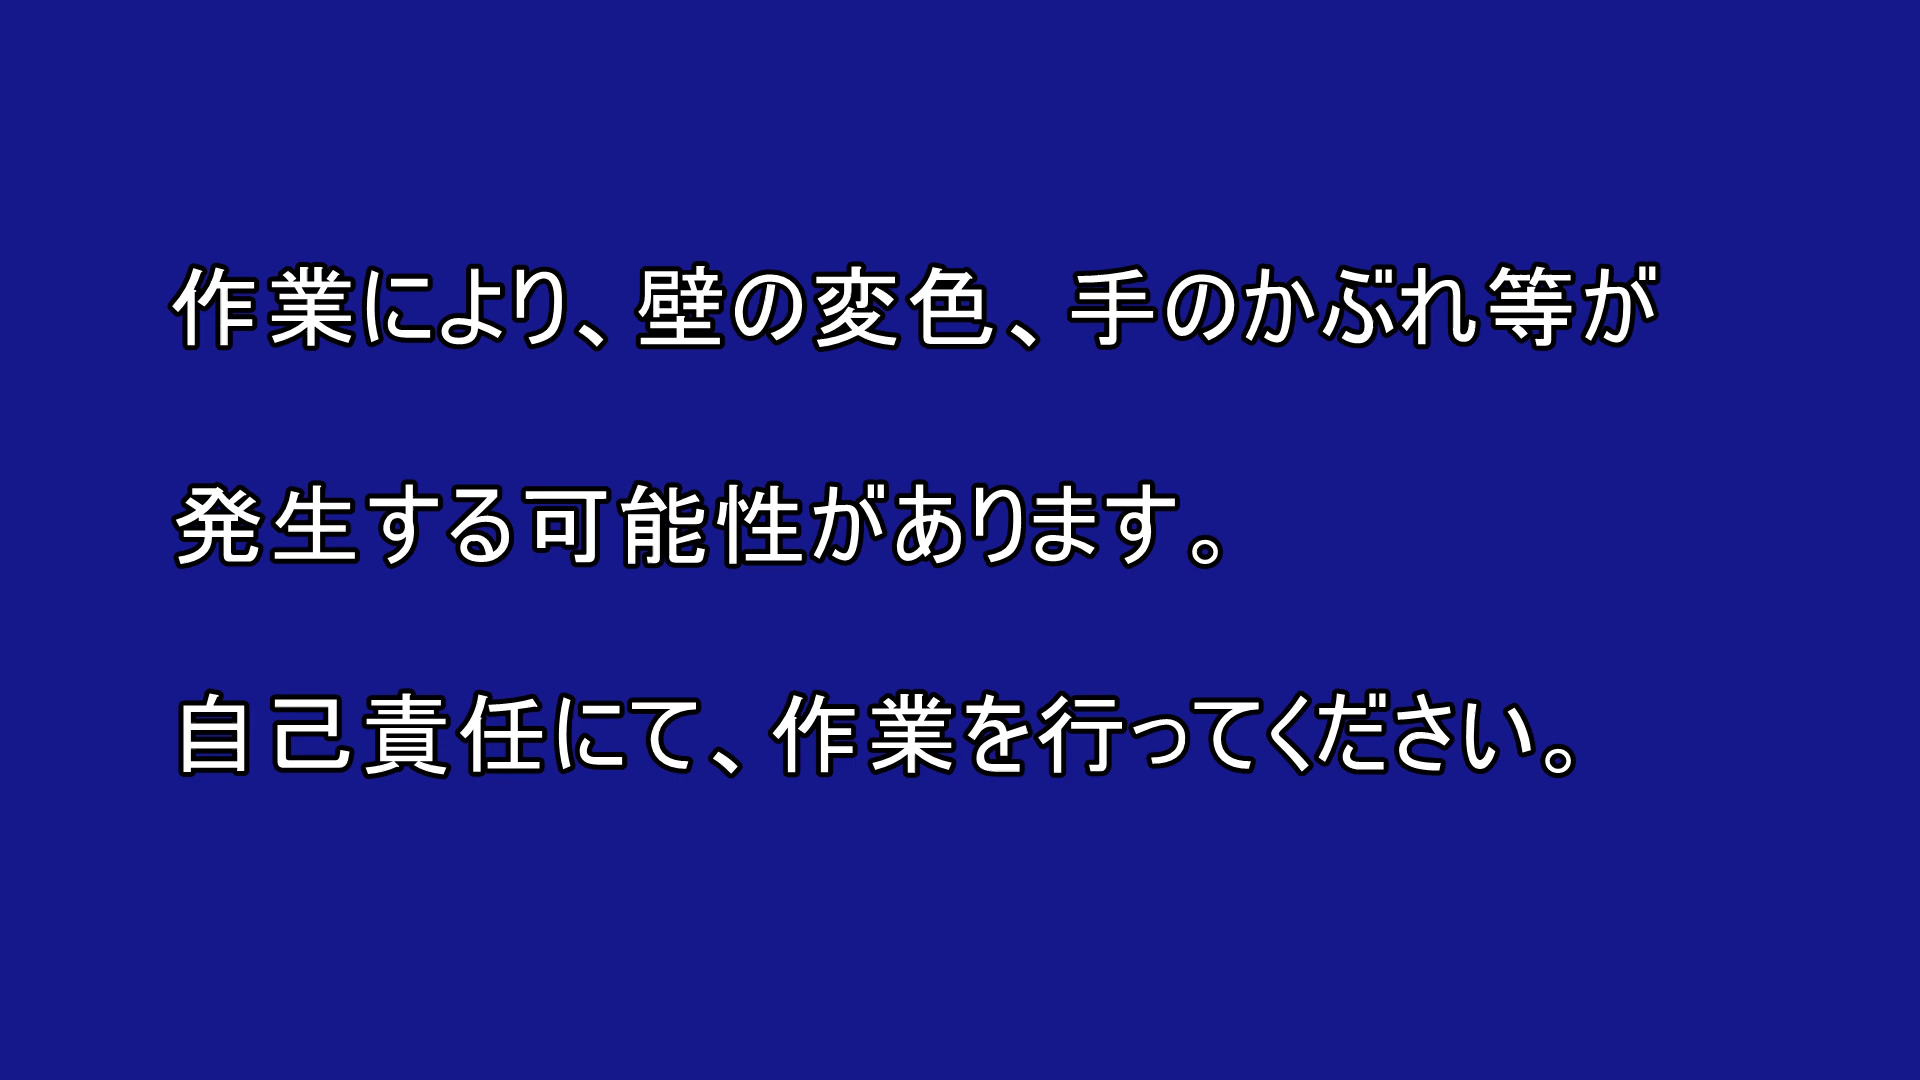 作業により、壁の変色、手のかぶれ等が
発生する可能性があります。
自己責任にて、作業を行ってください。